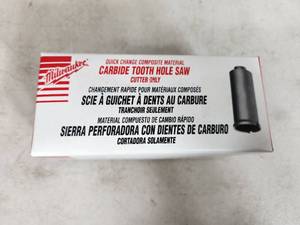 Milwaukee
QUICK CHANGE COMPOSITE MATERIAL
CARBIDE TOOTH HOLE SAW
CUTTER ONLY
CHANGEMENT RAPIDE POUR MATÉRIAUX COMPOSÉS
SCIE À GUICHET À DENTS AU CARBURE
TRANCHOIR SEULEMENT
MATERIAL COMPUESTO DE CAMBIO RÁPIDO
SIERRA PERFORADORA CON DIENTES DE CARBURO
CORTADORA SOLAMENTE